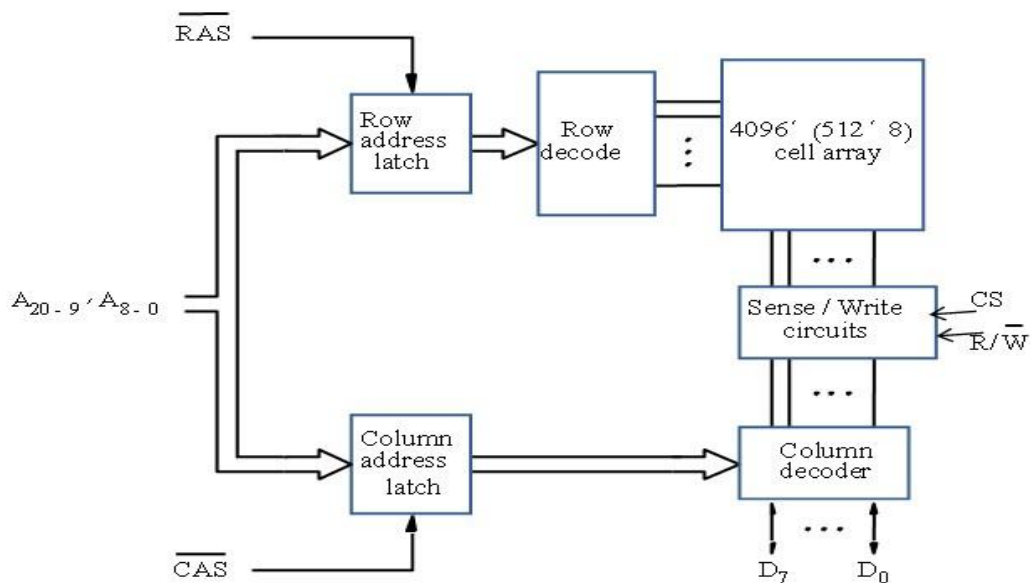 RAS
Row
address
latch
Row
decode
4096′ (512′ 8)
cell array
...
A20 - 9 ′ A8 - 0
...
Sense / Write
circuits
CS
R/ W
...
Column
address
latch
Column
decoder
...
CAS
D7
D0